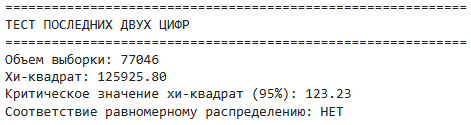 ============================================================
ТЕСТ ПОСЛЕДНИХ ДВУХ ЦИФР
============================================================
Объем выборки: 77046
Хи-квадрат: 125925.80
Критическое значение хи-квадрат (95%): 123.23
Соответствие равномерному распределению: НЕТ